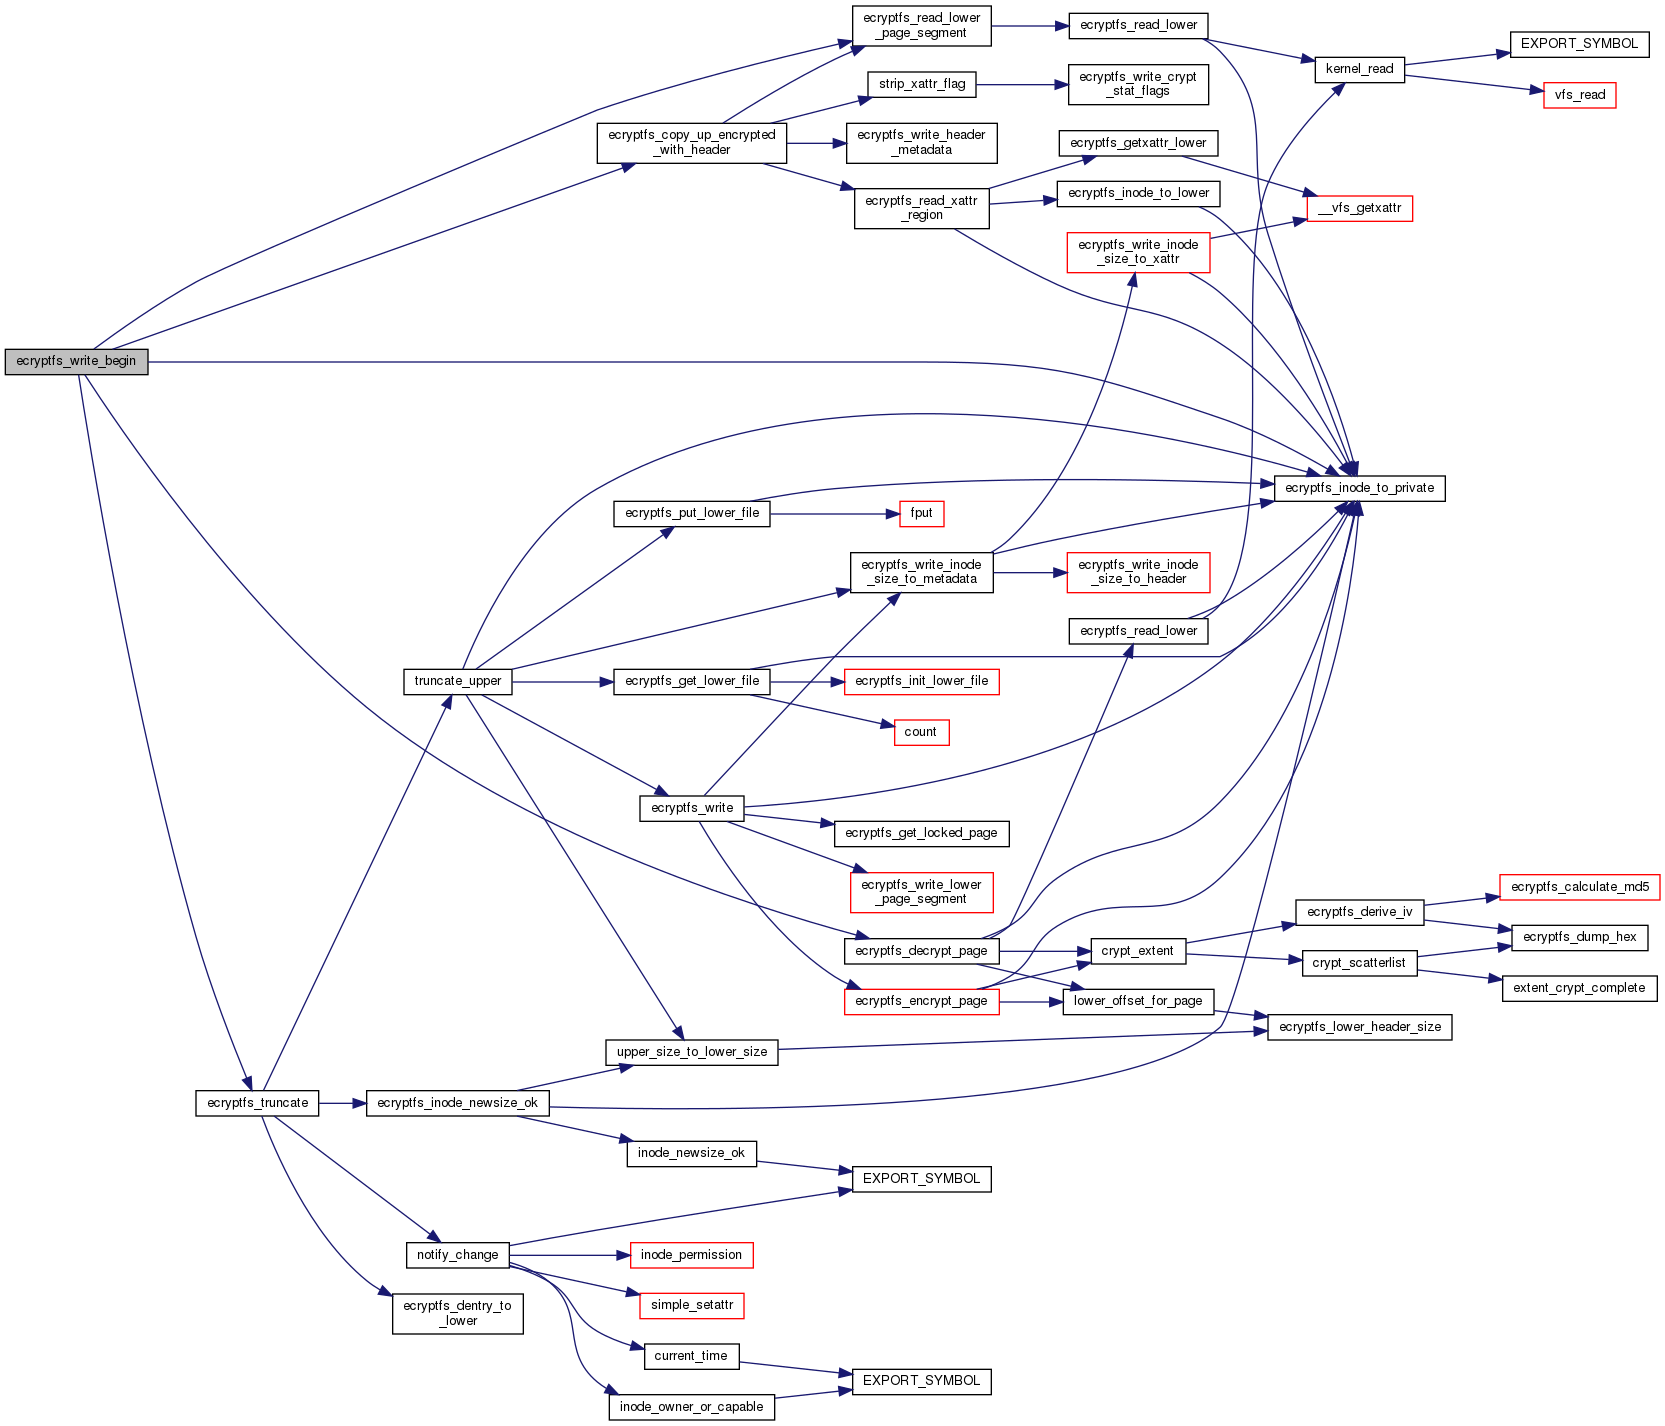 ecryptfs_read_lower
_page_segment
ecryptfs_read_lower
EXPORT_SYMBOL
kernel_read
strip_xattr_flag
ecryptfs_write_crypt
_stat_flags
vfs_read
ecryptfs_copy_up_encrypted
_with_header
ecryptfs_write_header
_metadata
ecryptfs_getxattr_lower
ecryptfs_read_xattr
_region
ecryptfs_inode_to_lower
__vfs_getxattr
ecryptfs_write_inode
_size_to_xattr
ecryptfs_write_begin
ecryptfs_inode_to_private
ecryptfs_put_lower_file
fput
ecryptfs_write_inode
_size_to_metadata
ecryptfs_write_inode
_size_to_header
ecryptfs_read_lower
truncate_upper
ecryptfs_get_lower_file
ecryptfs_init_lower_file
count
ecryptfs_write
ecryptfs_get_locked_page
ecryptfs_write_lower
_page_segment
ecryptfs_calculate_md5
ecryptfs_derive_iv
ecryptfs_dump_hex
ecryptfs_decrypt_page
crypt_extent
crypt_scatterlist
extent_crypt_complete
ecryptfs_encrypt_page
lower_offset_for_page
ecryptfs_lower_header_size
upper_size_to_lower_size
ecryptfs_truncate
ecryptfs_inode_newsize_ok
inode_newsize_ok
EXPORT_SYMBOL
notify_change
inode_permission
ecryptfs_dentry_to
_lower
simple_setattr
current_time
EXPORT_SYMBOL
inode_owner_or_capable